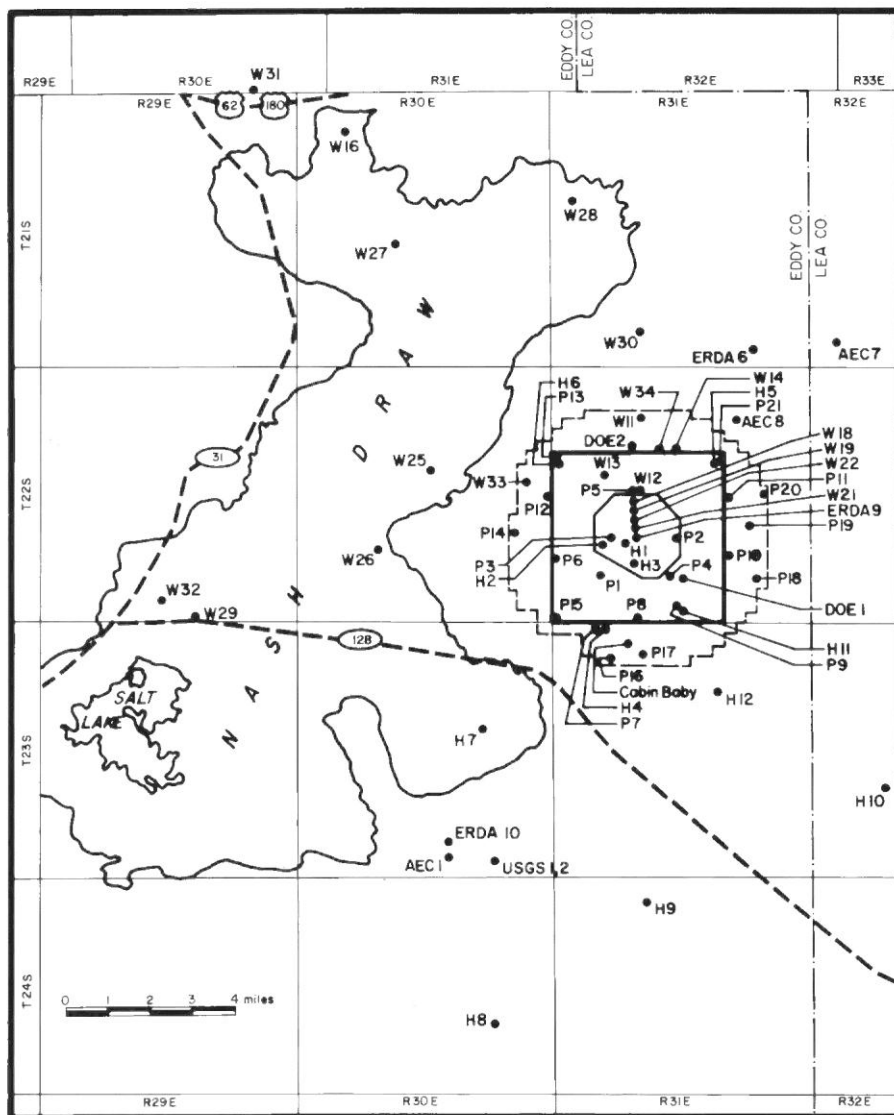 EDDY CO.
LEA CO.
R29E
R30E
W31
R31E
R32E
R33E
R29E
62
180
R30E
R31E
R32E
W16
T21S
W28
W27
EDDY CO.
LEA CO.
W30
ERDA 6
AEC7
N A S H D R A W
H6
P13
W34
W14
H5
P21
W11
AEC8
DOE2
W18
W19
W22
P11
W21
ERDA 9
31
W25
W13
W12
P5
W33
P12
P20
P19
T22S
P14
W26
P3
H2
H1
P2
P6
H3
P18
P1
P4
DOE 1
W32
W29
P15
P8
128
H11
P9
P17
P16
Cabin Baby
H4
P7
H12
SALT
LAKE
T23S
H7
H10
ERDA 10
AEC 1
USGS 1,2
H9
T24S
0 1 2 3 4 miles
H8
R29E
R30E
R31E
R32E